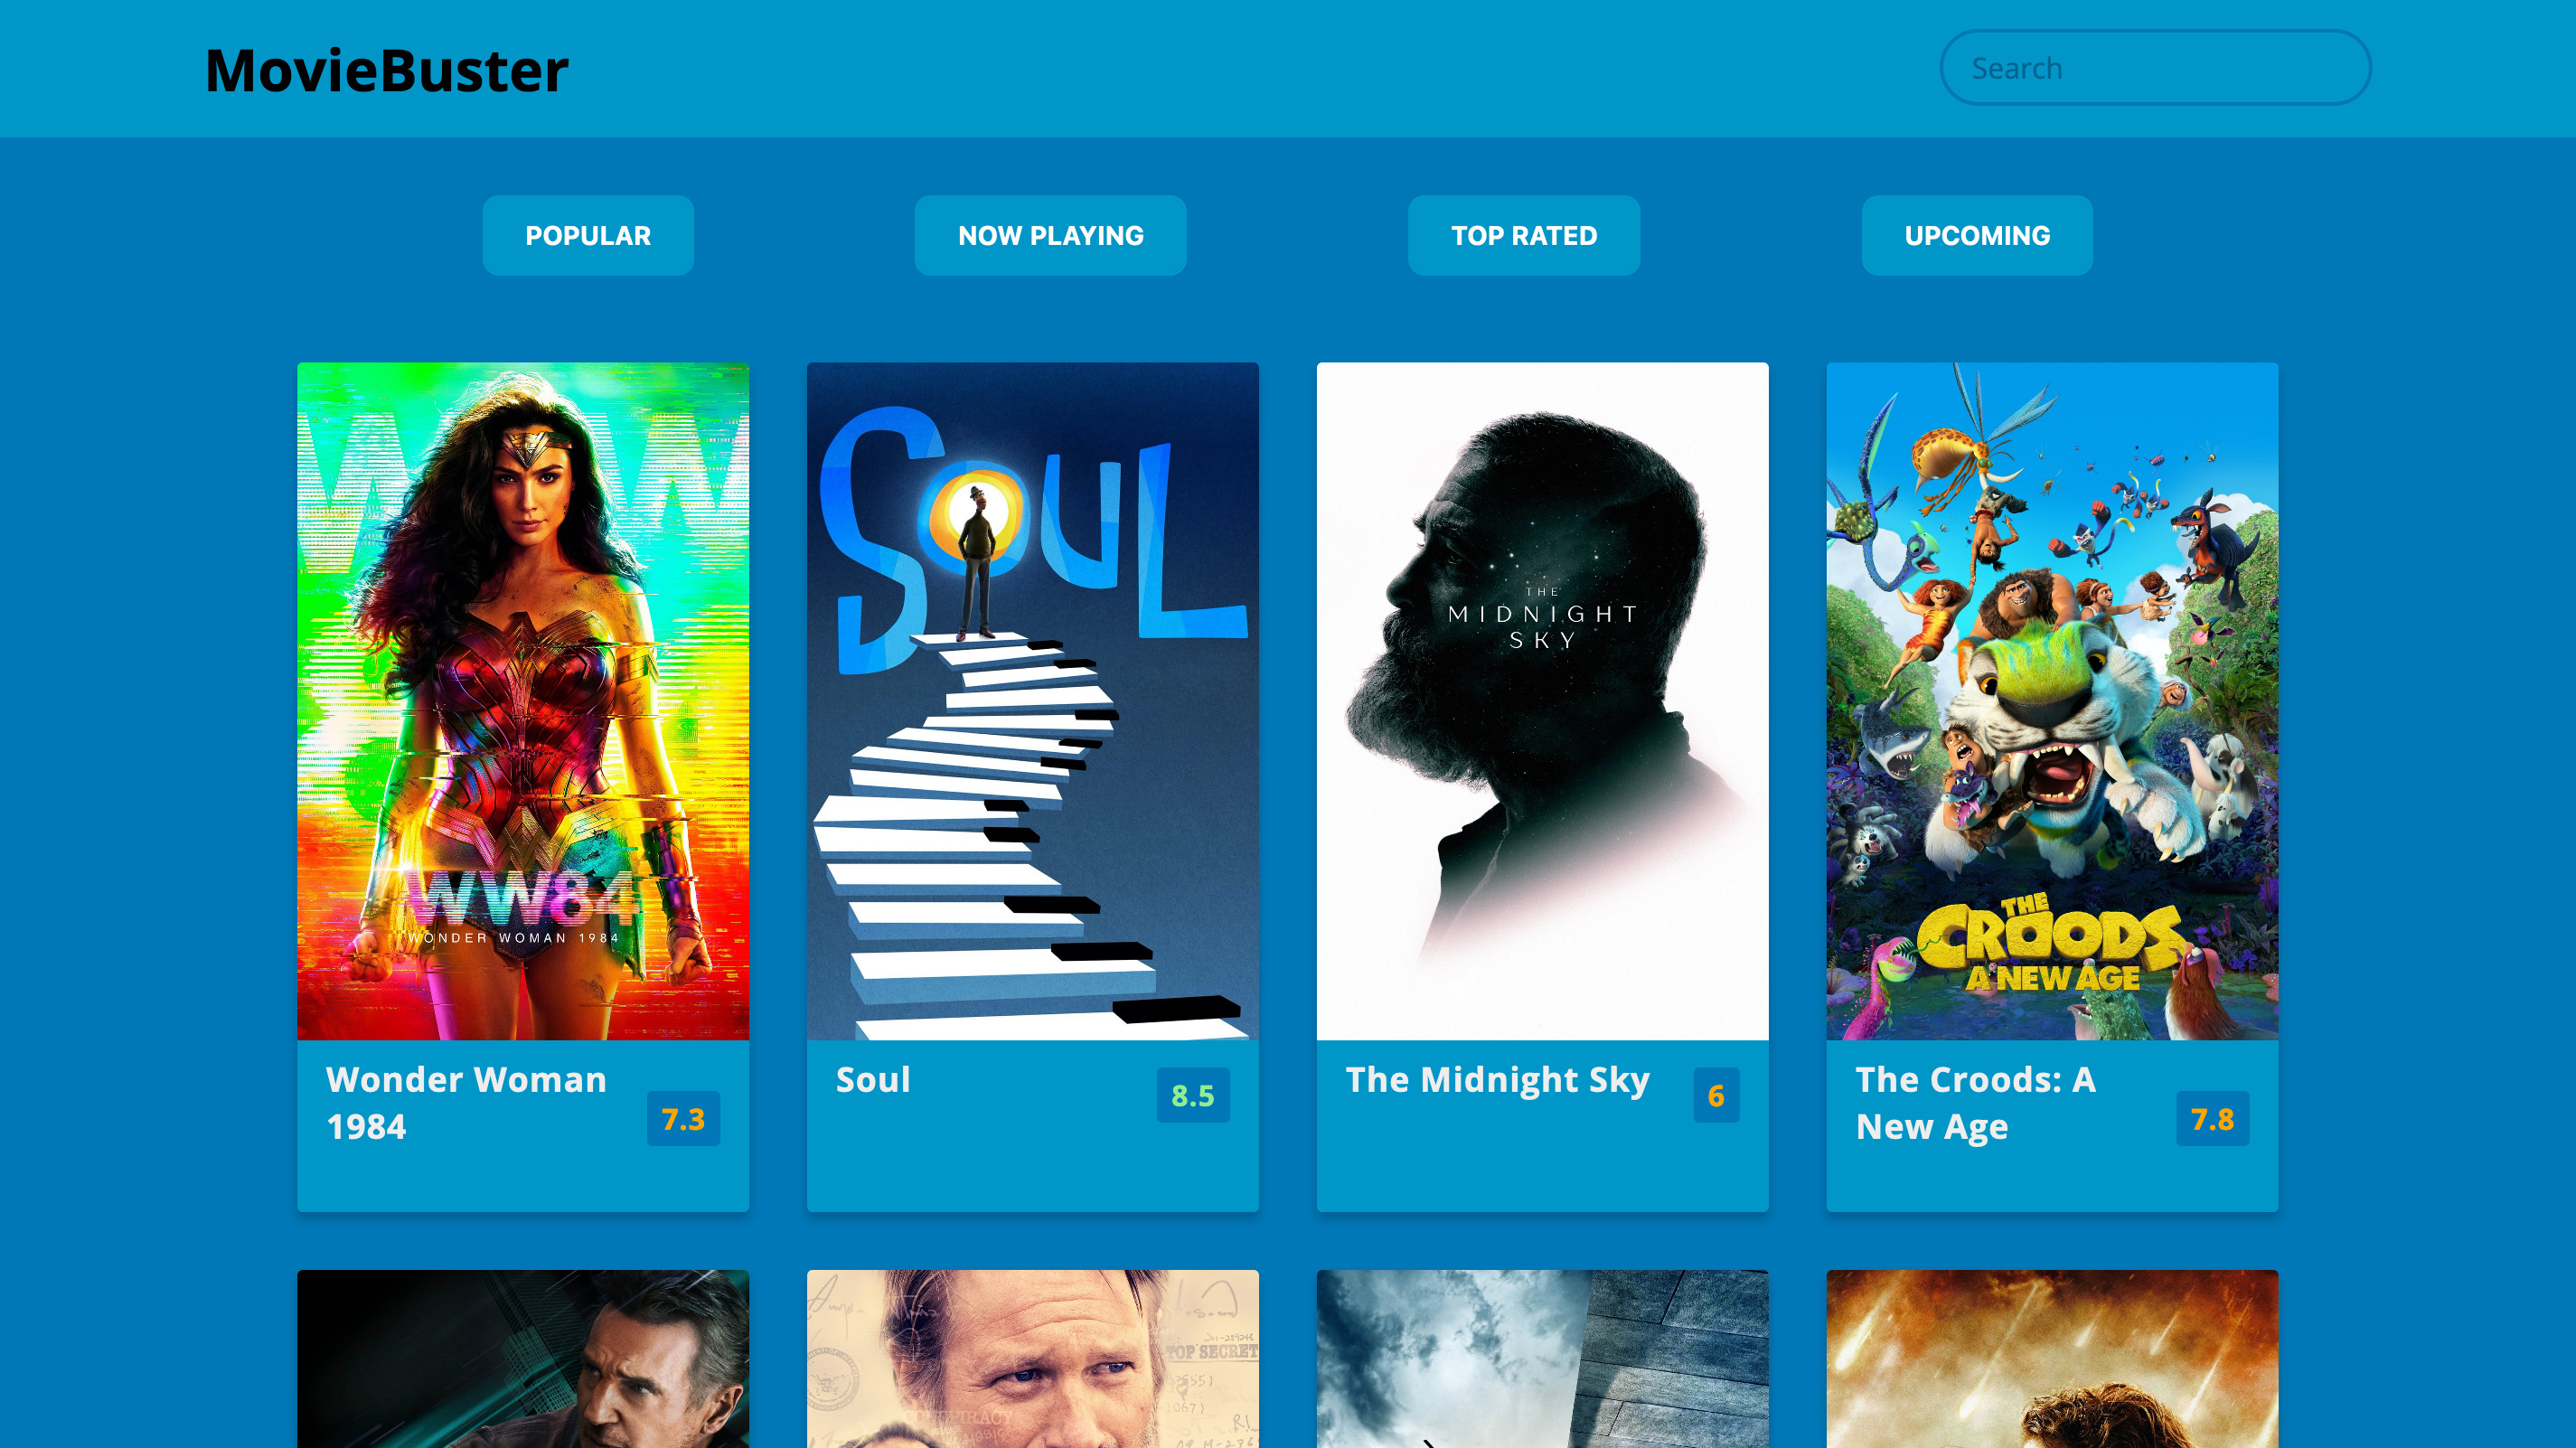 MovieBuster
Search
POPULAR
NOW PLAYING
TOP RATED
UPCOMING
WW84
WONDER WOMAN 1984
SOUL
THE
MIDNIGHT
SKY
THE
CROODS
A NEW AGE
Wonder Woman
1984
7.3
Soul
8.5
The Midnight Sky
6
The Croods: A
New Age
7.8
TOP SECRET
CONSPIRACY